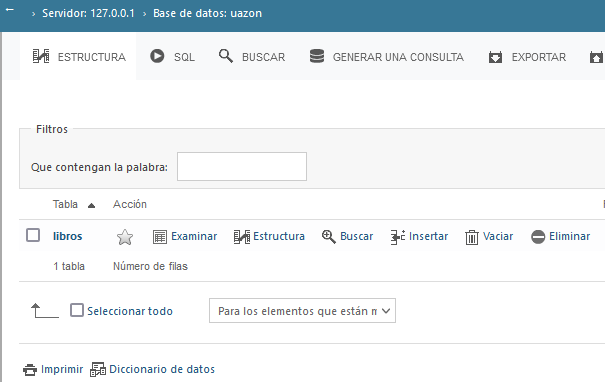 ← › Servidor: 127.0.0.1 › Base de datos: uazon
ESTRUCTURA SQL BUSCAR GENERAR UNA CONSULTA EXPORTAR
Filtros
Que contengan la palabra:
Tabla Acción
libros Examinar Estructura Buscar Insertar Vaciar Eliminar
1 tabla Número de filas
Seleccionar todo Para los elementos que están m
Imprimir Diccionario de datos